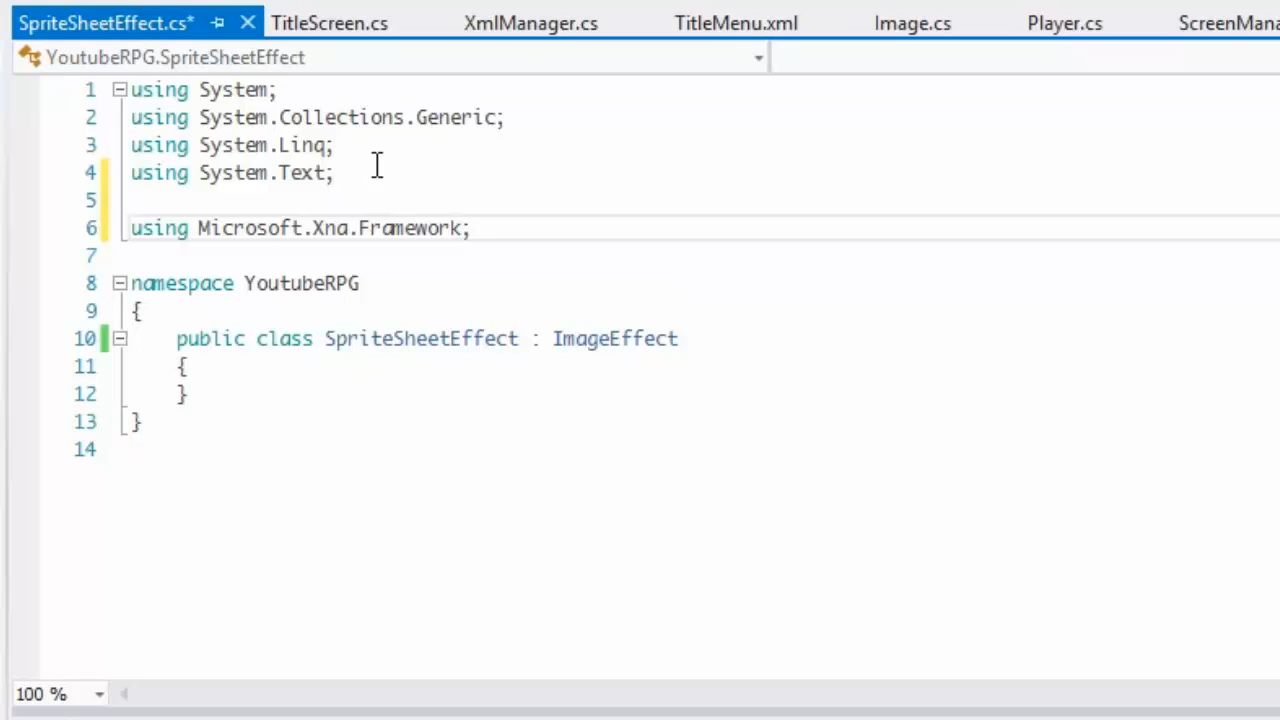 SpriteSheetEffect.cs* TitleScreen.cs XmlManager.cs TitleMenu.xml Image.cs Player.cs ScreenMana
YoutubeRPG.SpriteSheetEffect
1 using System;
2 using System.Collections.Generic;
3 using System.Linq;
4 using System.Text;
5
6 using Microsoft.Xna.Framework;
7
8 namespace YoutubeRPG
9 {
10 public class SpriteSheetEffect : ImageEffect
11 {
12 }
13 }
14
100 %